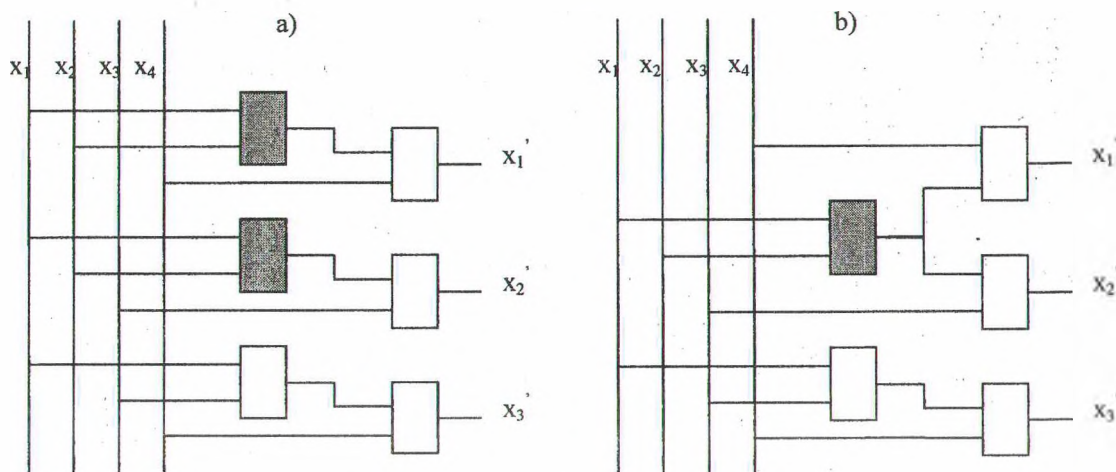 a)
x₁ x₂ x₃ x₄
x₁'
x₂'
x₃'
b)
x₁ x₂ x₃ x₄
x₁'
x₂'
x₃'